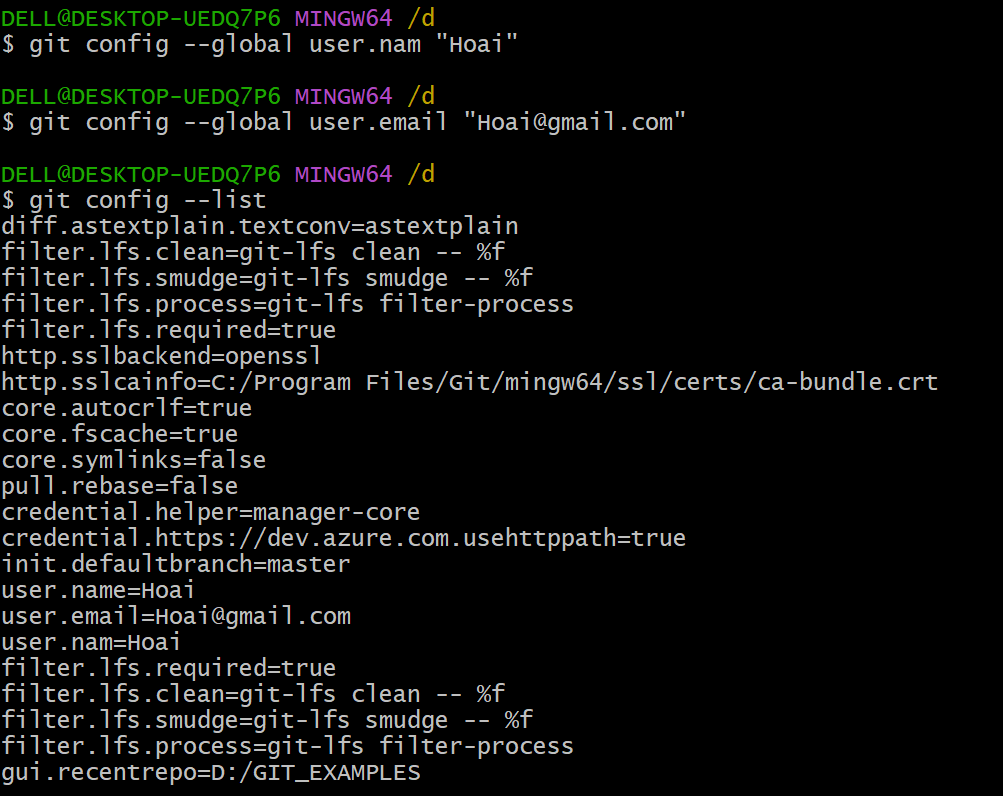 DELL@DESKTOP-UEDQ7P6 MINGW64 /d
$ git config --global user.nam "Hoai"
DELL@DESKTOP-UEDQ7P6 MINGW64 /d
$ git config --global user.email "Hoai@gmail.com"
DELL@DESKTOP-UEDQ7P6 MINGW64 /d
$ git config --list
diff.astextplain.textconv=astextplain
filter.lfs.clean=git-lfs clean -- %f
filter.lfs.smudge=git-lfs smudge -- %f
filter.lfs.process=git-lfs filter-process
filter.lfs.required=true
http.sslbackend=openssl
http.sslcainfo=C:/Program Files/Git/mingw64/ssl/certs/ca-bundle.crt
core.autocrlf=true
core.fscache=true
core.symlinks=false
pull.rebase=false
credential.helper=manager-core
credential.https://dev.azure.com.usehttppath=true
init.defaultbranch=master
user.name=Hoai
user.email=Hoai@gmail.com
user.nam=Hoai
filter.lfs.required=true
filter.lfs.clean=git-lfs clean -- %f
filter.lfs.smudge=git-lfs smudge -- %f
filter.lfs.process=git-lfs filter-process
gui.recentrepo=D:/GIT_EXAMPLES